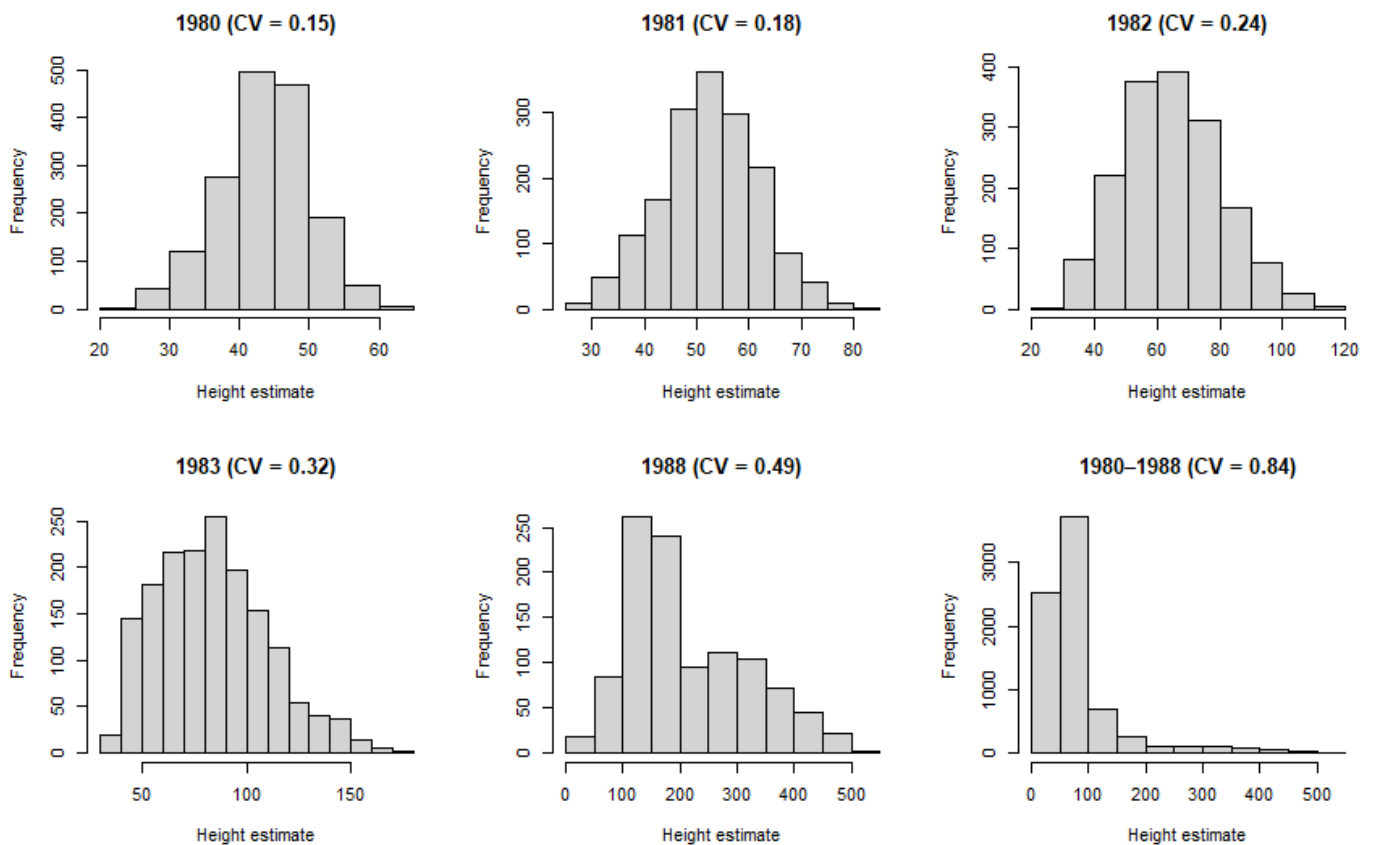 1980 (CV = 0.15)
Frequency
0 100 200 300 400 500
20 30 40 50 60
Height estimate
1981 (CV = 0.18)
Frequency
0 100 200 300
30 40 50 60 70 80
Height estimate
1982 (CV = 0.24)
Frequency
0 100 200 300 400
20 40 60 80 100 120
Height estimate
1983 (CV = 0.32)
Frequency
0 50 100 150 200 250
50 100 150
Height estimate
1988 (CV = 0.49)
Frequency
0 50 100 150 200 250
0 100 200 300 400 500
Height estimate
1980–1988 (CV = 0.84)
Frequency
0 1000 2000 3000
0 100 200 300 400 500
Height estimate